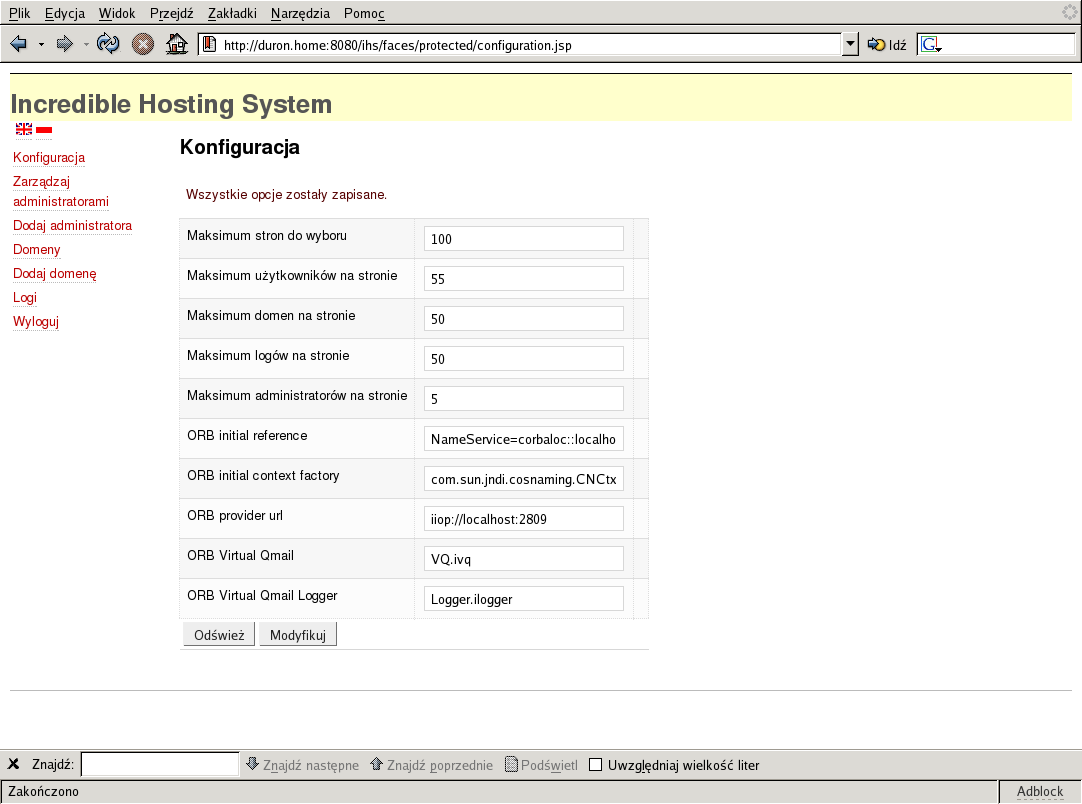 Plik Edycja Widok Przejdź Zakładki Narzędzia Pomoc
http://duron.home:8080/ihs/faces/protected/configuration.jsp Idź G
Incredible Hosting System
Konfiguracja
Zarządzaj
administratorami
Dodaj administratora
Domeny
Dodaj domenę
Logi
Wyloguj
Konfiguracja
Wszystkie opcje zostały zapisane.
Maksimum stron do wyboru 100
Maksimum użytkowników na stronie 55
Maksimum domen na stronie 50
Maksimum logów na stronie 50
Maksimum administratorów na stronie 5
ORB initial reference NameService=corbaloc::localho
ORB initial context factory com.sun.jndi.cosnaming.CNCtx
ORB provider url iiop://localhost:2809
ORB Virtual Qmail VQ.ivq
ORB Virtual Qmail Logger Logger.ilogger
Odśwież Modyfikuj
Znajdź: Znajdź następne Znajdź poprzednie Podświetl Uwzględniaj wielkość liter
Zakończono Adblock